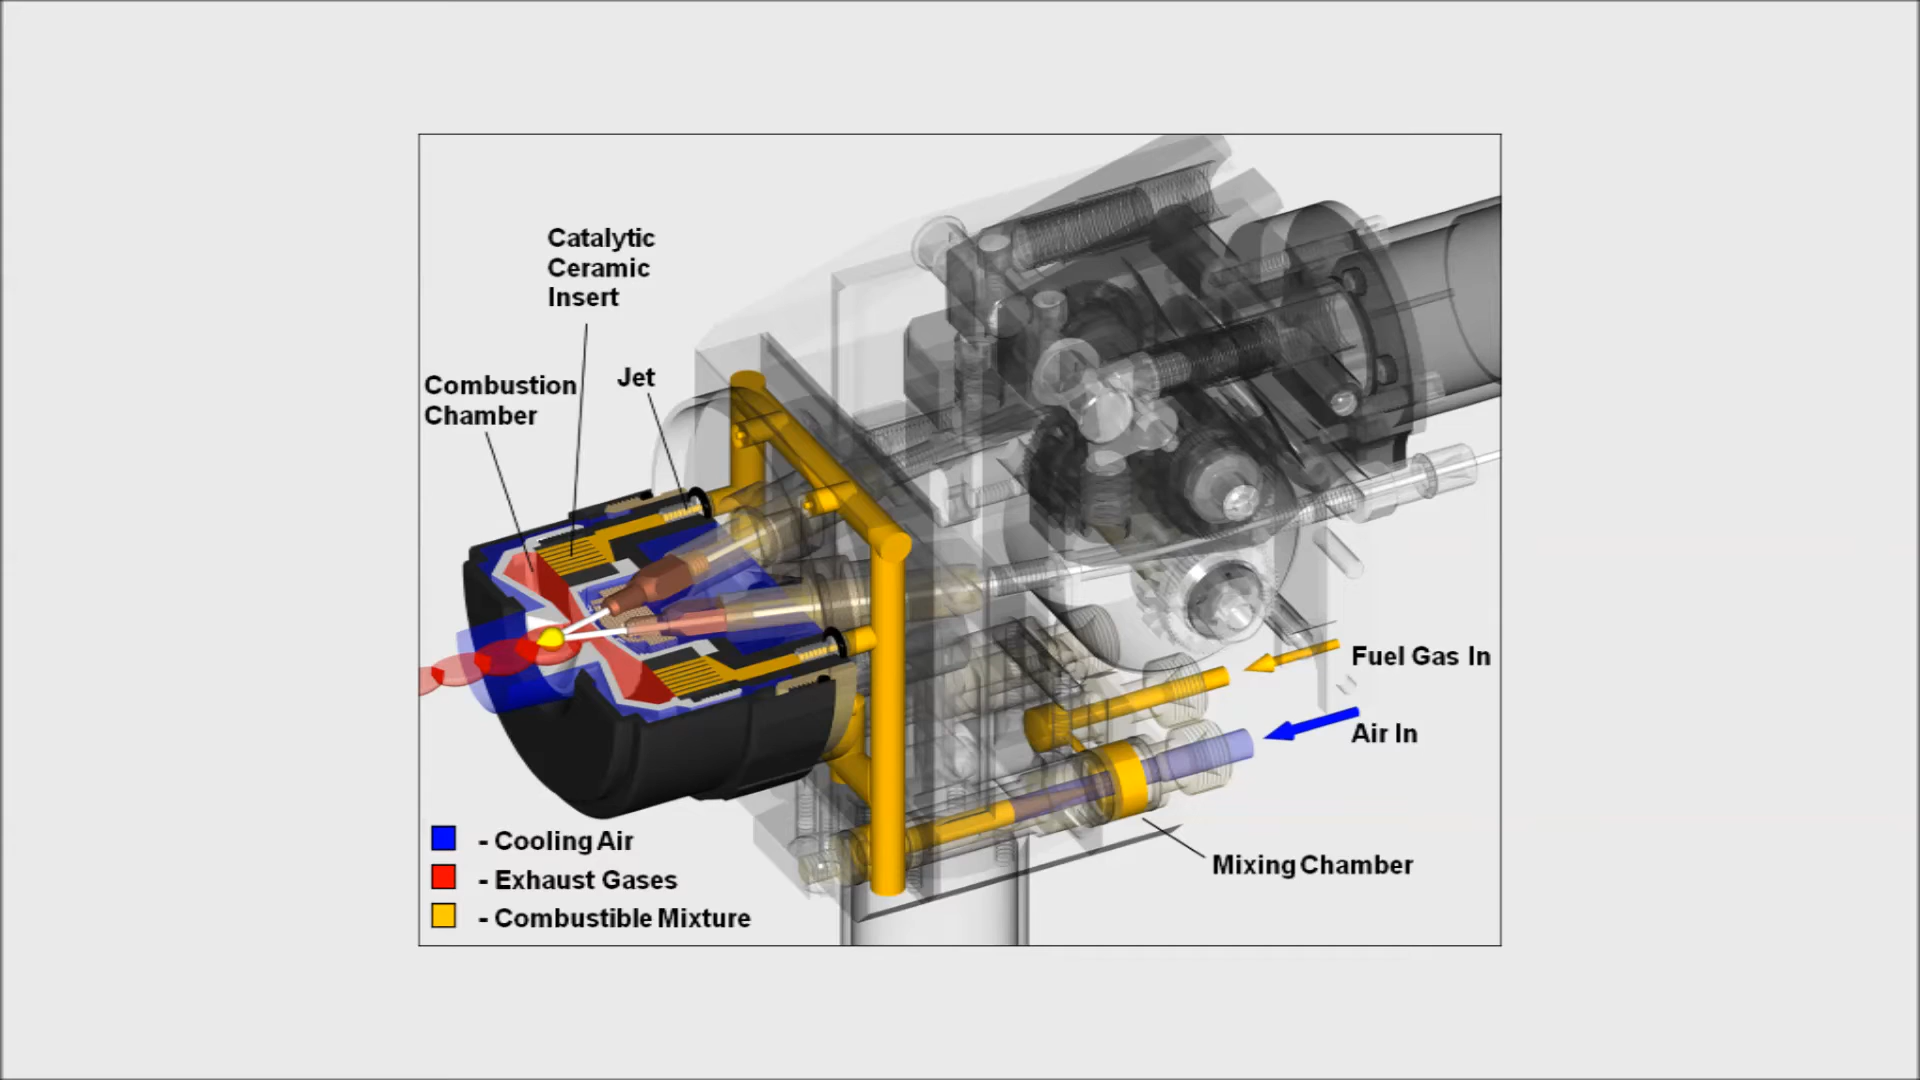 Catalytic
Ceramic
Insert
Jet
Combustion
Chamber
Fuel Gas In
Air In
Mixing Chamber
- Cooling Air
- Exhaust Gases
- Combustible Mixture